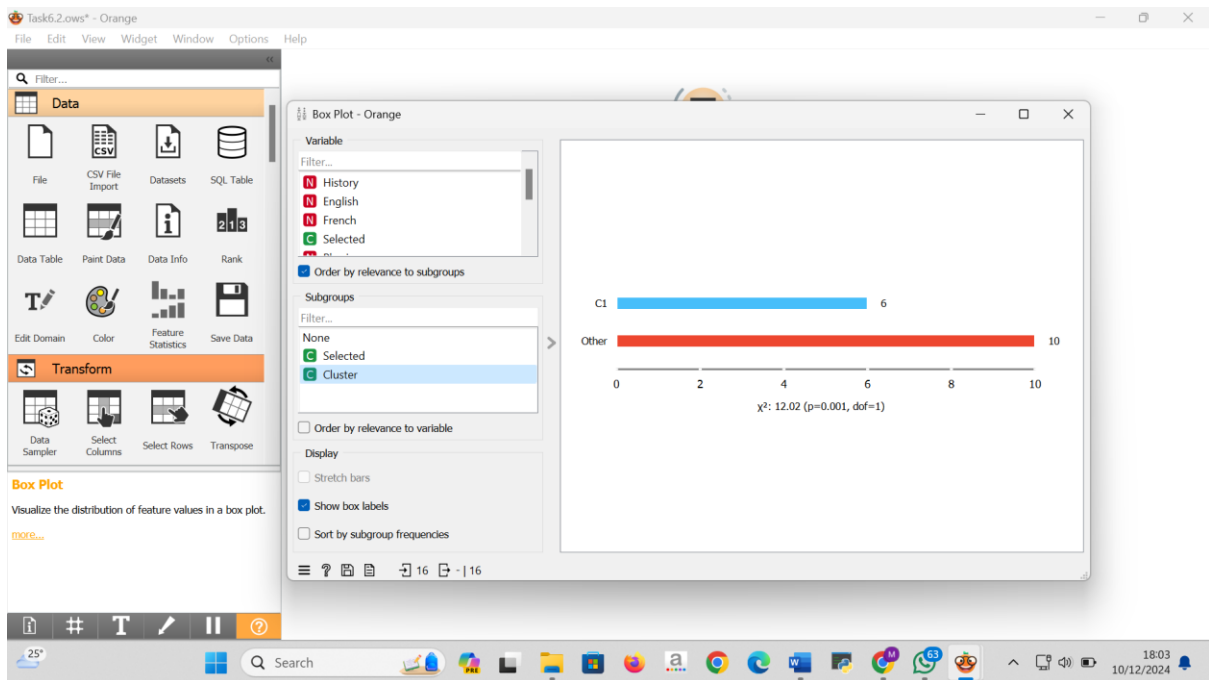 Task6.2.ows* - Orange
File Edit View Widget Window Options Help
Filter...
Data
File CSV File Import Datasets SQL Table
Data Table Paint Data Data Info Rank
Edit Domain Color Feature Statistics Save Data
Transform
Data Sampler Select Columns Select Rows Transpose
Box Plot
Visualize the distribution of feature values in a box plot.
more...
Box Plot - Orange
Variable
Filter...
N History
N English
N French
C Selected
Order by relevance to subgroups
Subgroups
Filter...
None
C Selected
C Cluster
Order by relevance to variable
Display
Stretch bars
Show box labels
Sort by subgroup frequencies
16 - | 16
C1 6
Other 10
0 2 4 6 8 10
χ²: 12.02 (p=0.001, dof=1)
25°
Search
PRE
63
18:03
10/12/2024